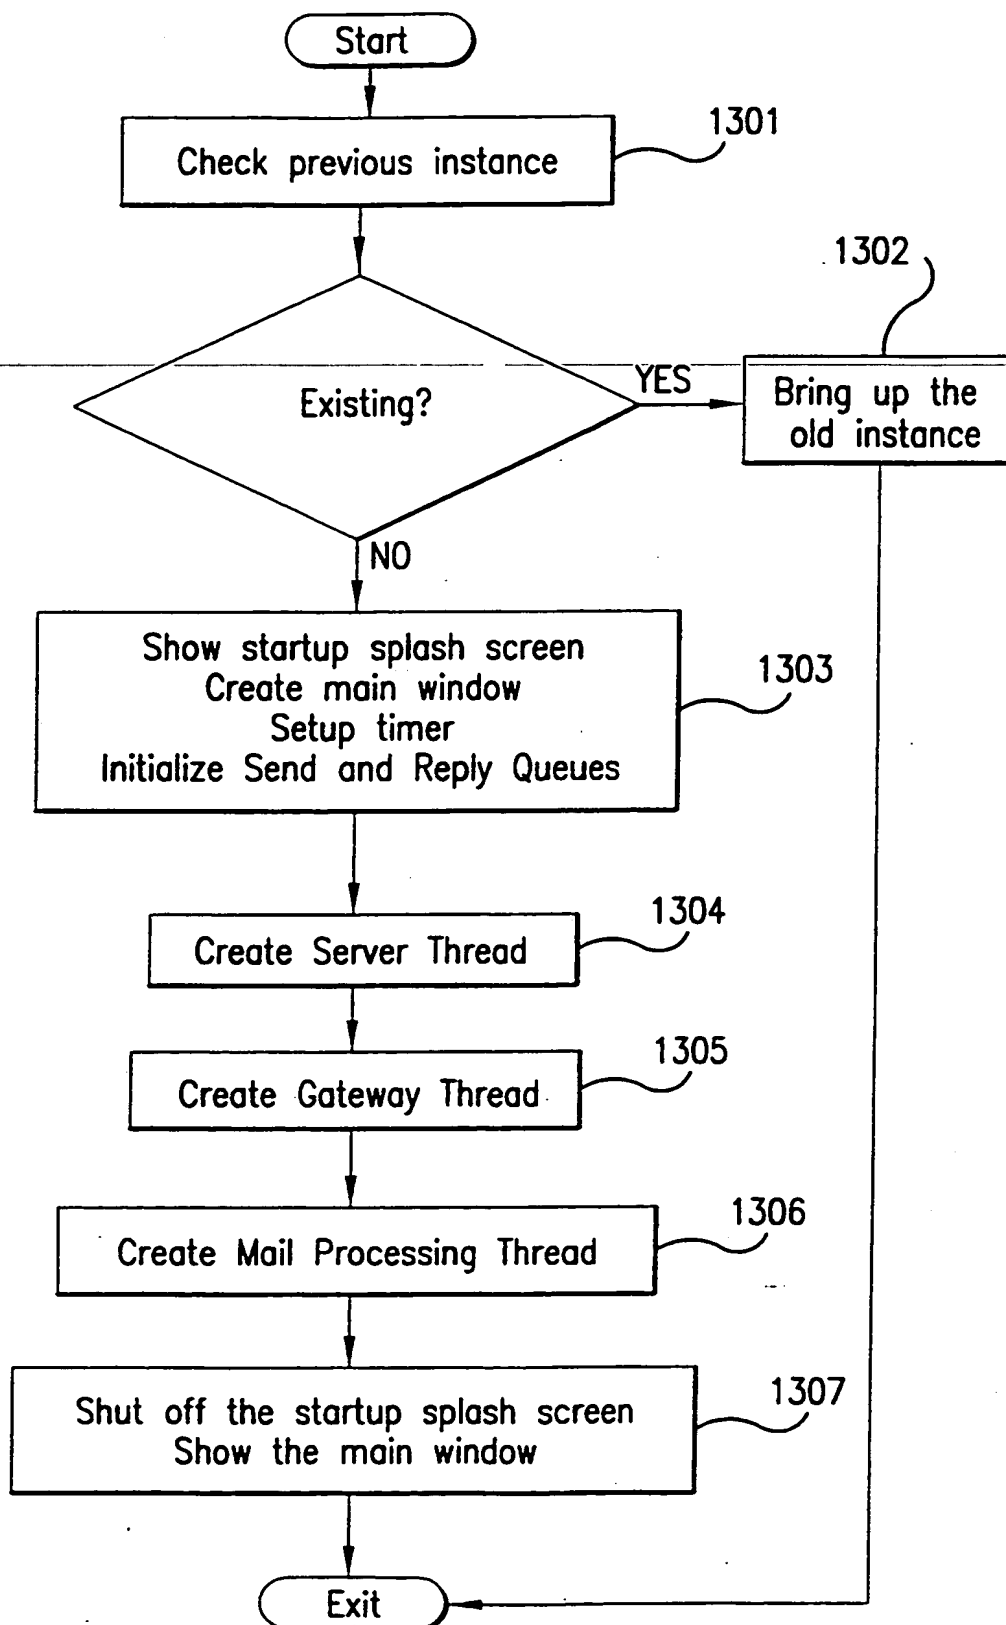 Start
1301
Check previous instance
1302
Existing?
YES
Bring up the
old instance
NO
Show startup splash screen
Create main window
Setup timer
Initialize Send and Reply Queues
1303
1304
Create Server Thread
1305
Create Gateway Thread
1306
Create Mail Processing Thread
1307
Shut off the startup splash screen
Show the main window
Exit